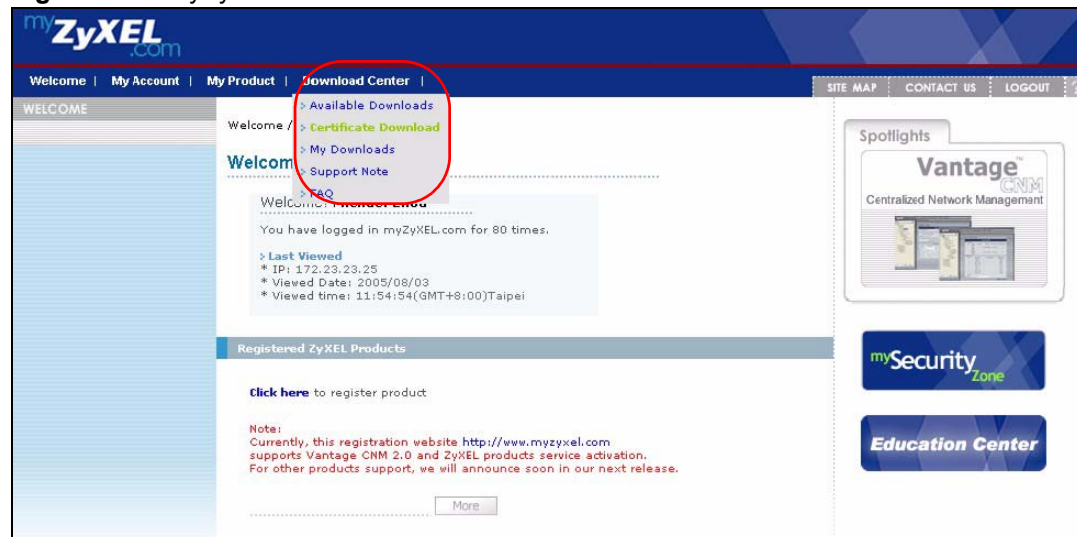 myZyXEL.com
Welcome | My Account | My Product | Download Center |
SITE MAP CONTACT US LOGOUT
WELCOME
> Available Downloads
> Certificate Download
> My Downloads
> Support Note
> FAQ
Welcome /
Welcom
You have logged in myZyXEL.com for 80 times.
> Last Viewed
* IP: 172.23.23.25
* Viewed Date: 2005/08/03
* Viewed time: 11:54:54(GMT+8:00)Taipei
Registered ZyXEL Products
Click here to register product
Note:
Currently, this registration website http://www.myzyxel.com
supports Vantage CNM 2.0 and ZyXEL products service activation.
For other products support, we will announce soon in our next release.
More
Spotlights
Vantage™
CNM
Centralized Network Management
mySecurity
Zone
Education Center